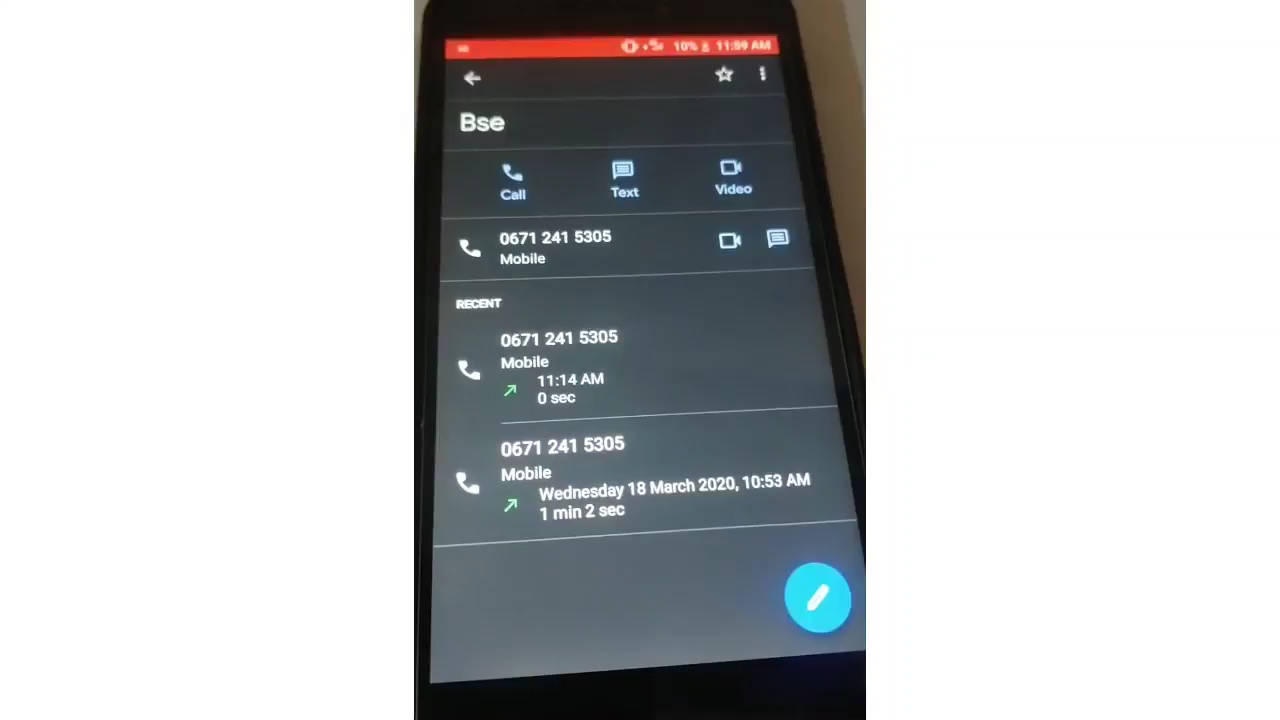 10% 11:59 AM
Bse
Call Text Video
0671 241 5305
Mobile
RECENT
0671 241 5305
Mobile
11:14 AM
0 sec
0671 241 5305
Mobile
Wednesday 18 March 2020, 10:53 AM
1 min 2 sec